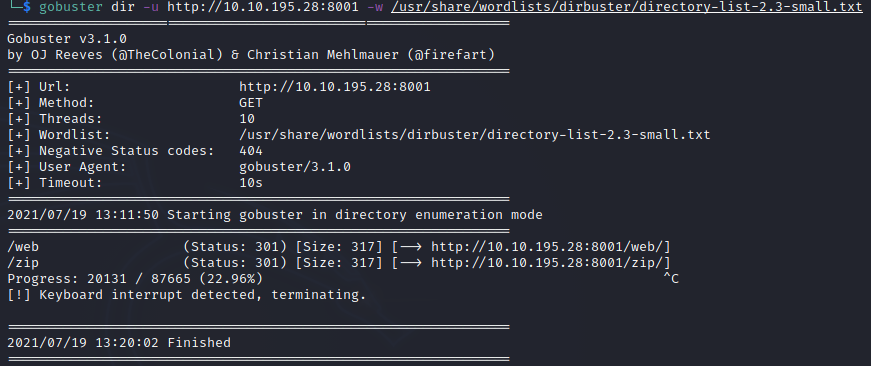 └─$ gobuster dir -u http://10.10.195.28:8001 -w /usr/share/wordlists/dirbuster/directory-list-2.3-small.txt
===============================================================
Gobuster v3.1.0
by OJ Reeves (@TheColonial) & Christian Mehlmauer (@firefart)
===============================================================
[+] Url:                     http://10.10.195.28:8001
[+] Method:                  GET
[+] Threads:                 10
[+] Wordlist:                /usr/share/wordlists/dirbuster/directory-list-2.3-small.txt
[+] Negative Status codes:   404
[+] User Agent:              gobuster/3.1.0
[+] Timeout:                 10s
===============================================================
2021/07/19 13:11:50 Starting gobuster in directory enumeration mode
===============================================================
/web                  (Status: 301) [Size: 317] [--> http://10.10.195.28:8001/web/]
/zip                  (Status: 301) [Size: 317] [--> http://10.10.195.28:8001/zip/]
Progress: 20131 / 87665 (22.96%)                                                  ^C
[!] Keyboard interrupt detected, terminating.
===============================================================
2021/07/19 13:20:02 Finished
===============================================================